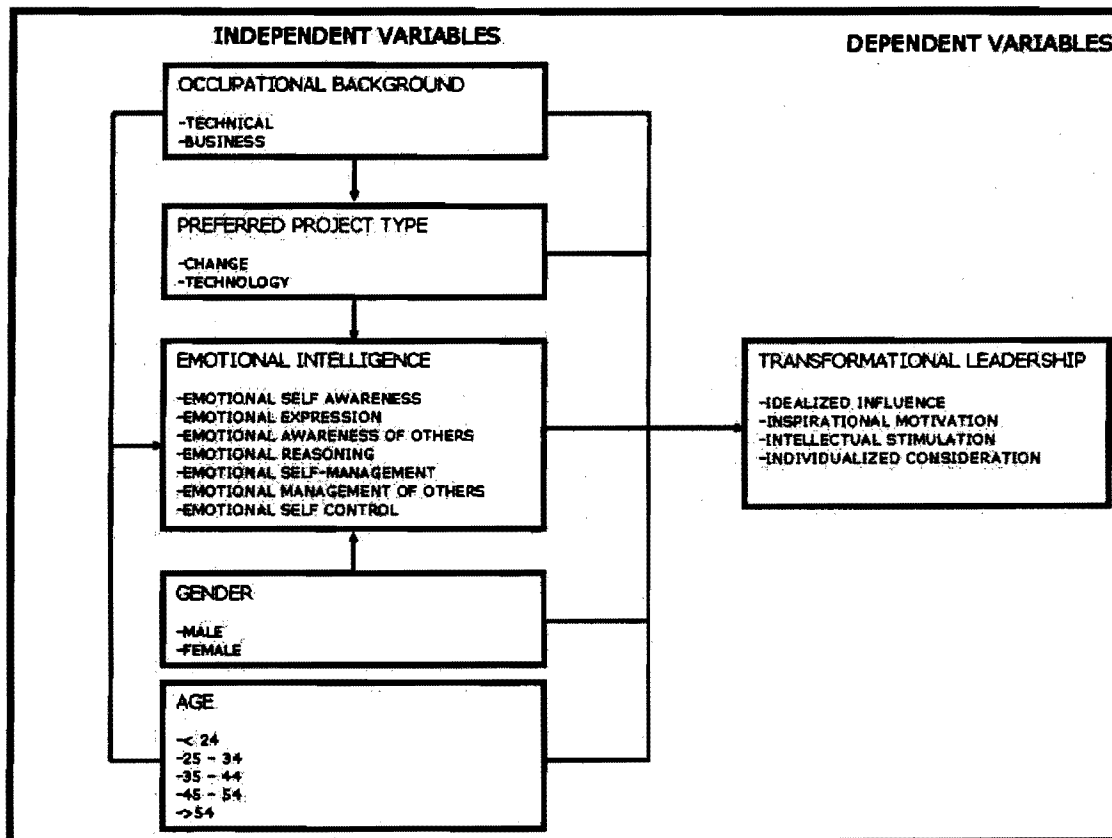 INDEPENDENT VARIABLES
DEPENDENT VARIABLES
OCCUPATIONAL BACKGROUND
-TECHNICAL
-BUSINESS
PREFERRED PROJECT TYPE
-CHANGE
-TECHNOLOGY
EMOTIONAL INTELLIGENCE
-EMOTIONAL SELF AWARENESS
-EMOTIONAL EXPRESSION
-EMOTIONAL AWARENESS OF OTHERS
-EMOTIONAL REASONING
-EMOTIONAL SELF-MANAGEMENT
-EMOTIONAL MANAGEMENT OF OTHERS
-EMOTIONAL SELF CONTROL
TRANSFORMATIONAL LEADERSHIP
-IDEALIZED INFLUENCE
-INSPIRATIONAL MOTIVATION
-INTELLECTUAL STIMULATION
-INDIVIDUALIZED CONSIDERATION
GENDER
-MALE
-FEMALE
AGE
-< 24
-25 - 34
-35 - 44
-45 - 54
->54